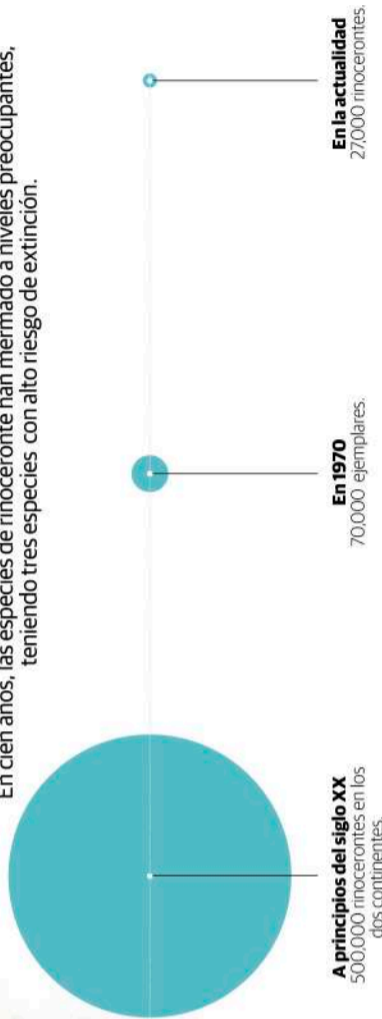 En cien años, las especies de rinoceronte han mermado a niveles preocupantes,
teniendo tres especies con alto riesgo de extinción.
A principios del siglo XX
500,000 rinocerontes en los
dos continentes.
En 1970
70,000 ejemplares.
En la actualidad
27,000 rinocerontes.